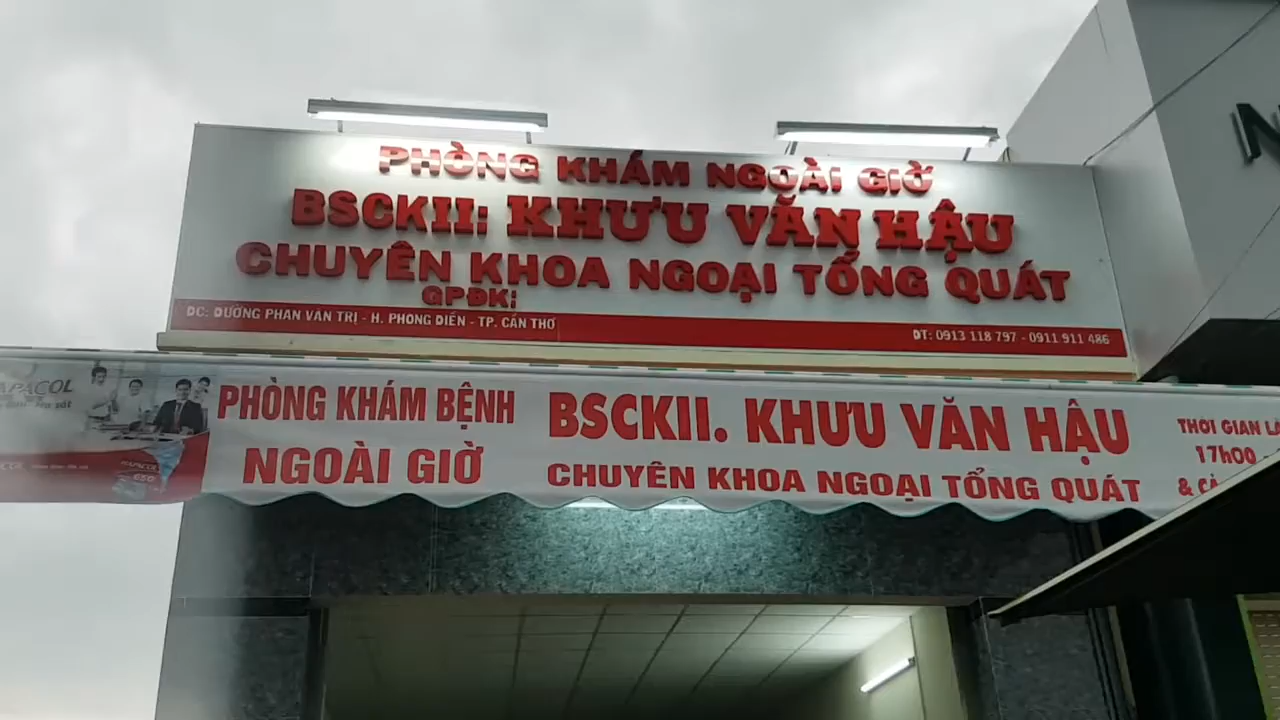 PHÒNG KHÁM NGOÀI GIỜ
BSCKII: KHƯU VĂN HẬU
CHUYÊN KHOA NGOẠI TỔNG QUÁT
GPĐK:
ĐC: ĐƯỜNG PHAN VĂN TRỊ - H. PHONG ĐIỀN - TP. CẦN THƠ
ĐT: 0913 118 797 - 0911 911 486
PHÒNG KHÁM BỆNH
NGOÀI GIỜ
BSCKII. KHƯU VĂN HẬU
CHUYÊN KHOA NGOẠI TỔNG QUÁT
THỜI GIAN
17h00
& CẢ